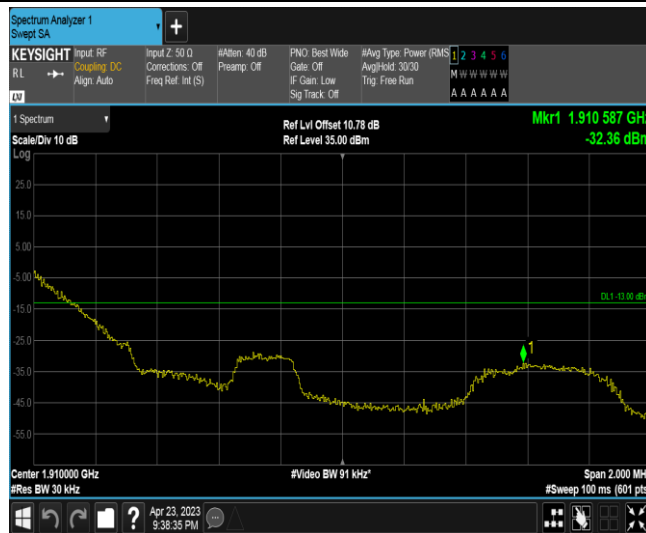 Spectrum Analyzer 1
Swept SA
+
KEYSIGHT
RL
LXI
Input: RF
Coupling: DC
Align: Auto
Input Z: 50 Ω
Corrections: Off
Freq Ref: Int (S)
#Atten: 40 dB
Preamp: Off
PNO: Best Wide
Gate: Off
IF Gain: Low
Sig Track: Off
#Avg Type: Power (RMS
Avg|Hold: 30/30
Trig: Free Run
1 2 3 4 5 6
M W W W W W
A A A A A A
1 Spectrum
Scale/Div 10 dB
Log
Ref Lvl Offset 10.78 dB
Ref Level 35.00 dBm
Mkr1 1.910 587 GHz
-32.36 dBm
25.0
15.0
5.00
-5.00
DL1 -13.00 dBm
-15.0
-25.0
1
-35.0
-45.0
-55.0
Center 1.910000 GHz
#Res BW 30 kHz
#Video BW 91 kHz*
Span 2.000 MH
#Sweep 100 ms (601 pts
?
Apr 23, 2023
9:38:35 PM